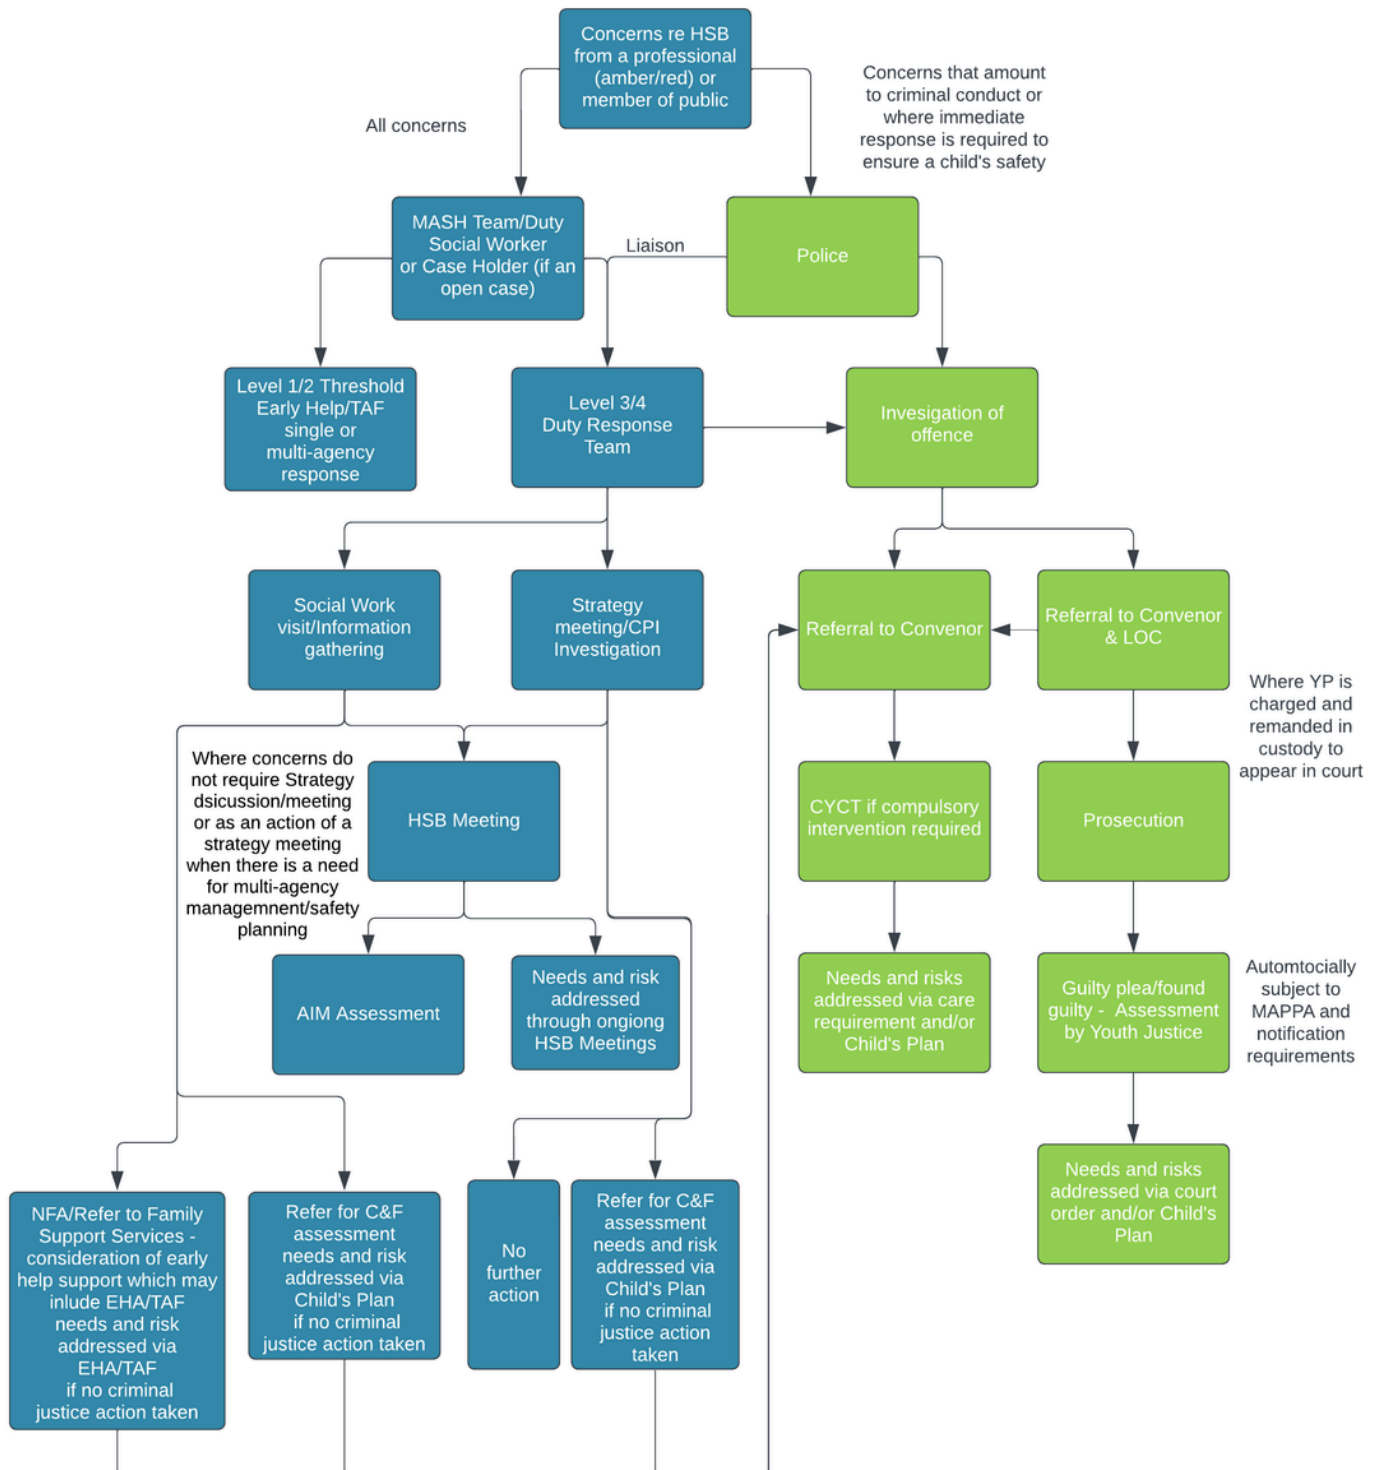 Concerns re HSB
from a professional
(amber/red) or
member of public
All concerns
Concerns that amount
to criminal conduct or
where immediate
response is required to
ensure a child's safety
MASH Team/Duty
Social Worker
or Case Holder (if an
open case)
Liaison
Police
Level 1/2 Threshold
Early Help/TAF
single or
multi-agency
response
Level 3/4
Duty Response
Team
Invesigation of
offence
Social Work
visit/Information
gathering
Strategy
meeting/CPI
Investigation
Referral to Convenor
Referral to Convenor
& LOC
Where YP is
charged and
remanded in
custody to
appear in court
Where concerns do
not require Strategy
dsicussion/meeting
or as an action of a
strategy meeting
when there is a need
for multi-agency
managemnent/safety
planning
HSB Meeting
CYCT if compulsory
intervention required
Prosecution
AIM Assessment
Needs and risk
addressed
through ongiong
HSB Meetings
Needs and risks
addressed via care
requirement and/or
Child's Plan
Guilty plea/found
guilty -  Assessment
by Youth Justice
Automtocially
subject to
MAPPA and
notification
requirements
Needs and risks
addressed via court
order and/or Child's
Plan
NFA/Refer to Family
Support Services -
consideration of early
help support which may
inlude EHA/TAF
needs and risk
addressed via
EHA/TAF
if no criminal
justice action taken
Refer for C&F
assessment
needs and risk
addressed via
Child's Plan
if no criminal
justice action taken
No
further
action
Refer for C&F
assessment
needs and risk
addressed via
Child's Plan
if no criminal
justice action
taken